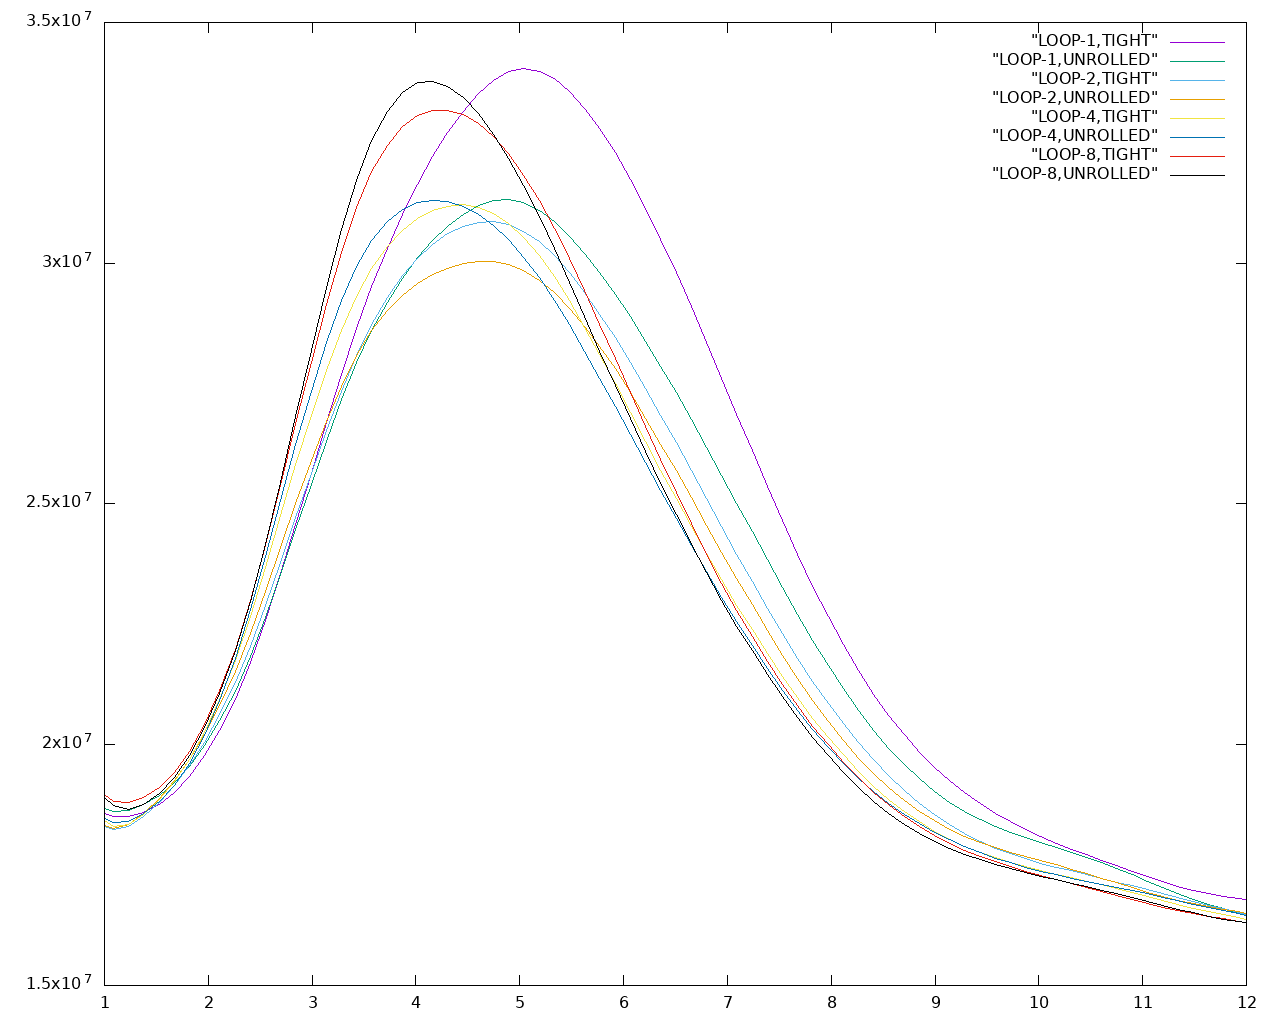 3.5x10^7
3x10^7
2.5x10^7
2x10^7
1.5x10^7
1 2 3 4 5 6 7 8 9 10 11 12
"LOOP-1,TIGHT"
"LOOP-1,UNROLLED"
"LOOP-2,TIGHT"
"LOOP-2,UNROLLED"
"LOOP-4,TIGHT"
"LOOP-4,UNROLLED"
"LOOP-8,TIGHT"
"LOOP-8,UNROLLED"